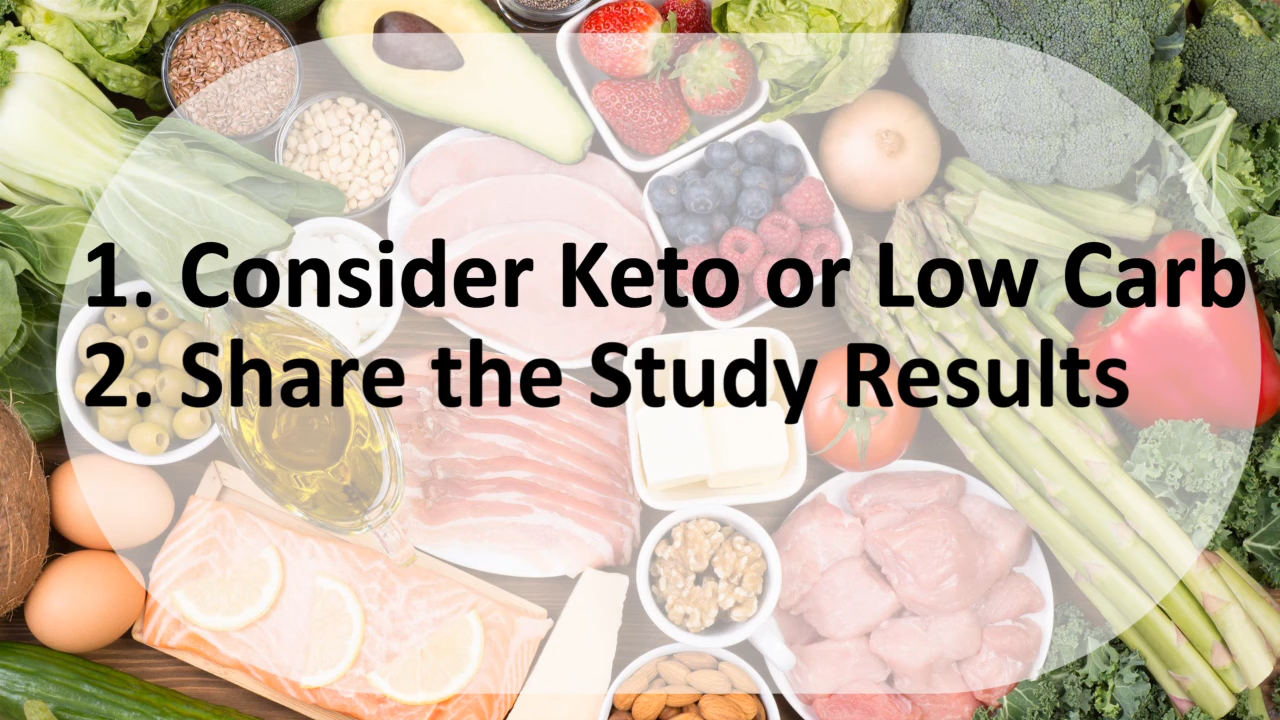 1. Consider Keto or Low Carb
2. Share the Study Results